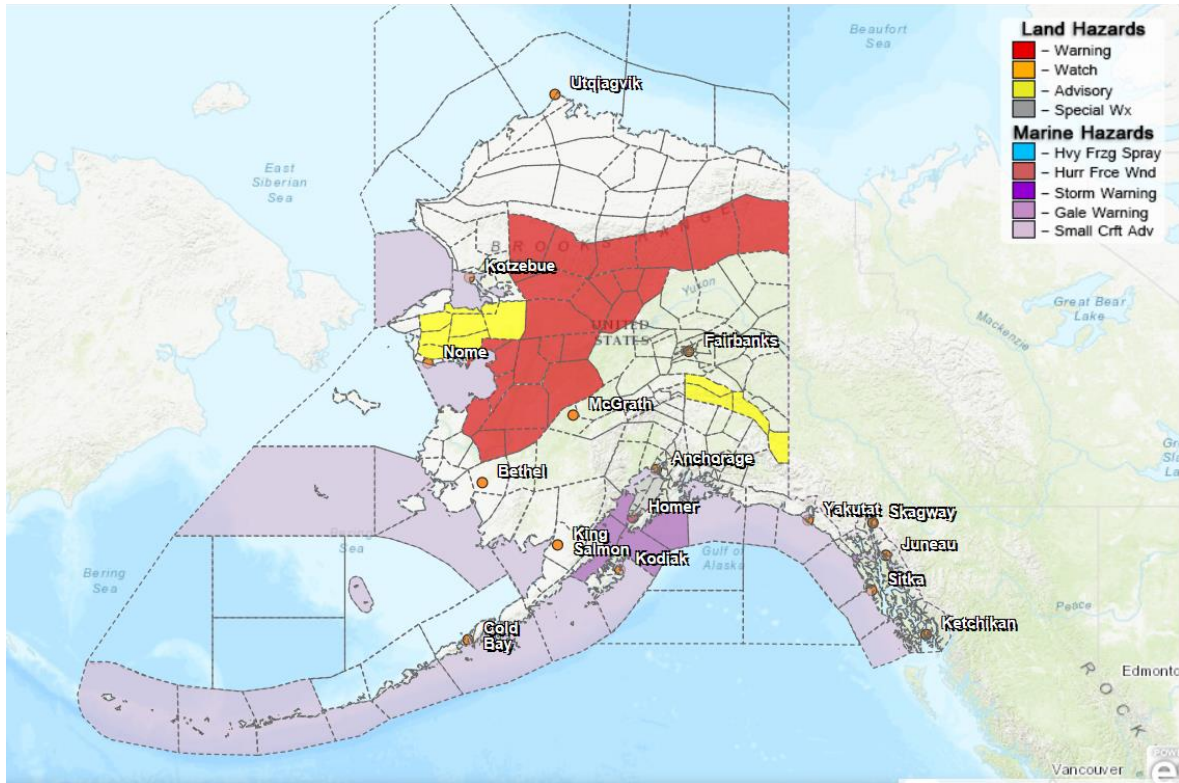 Land Hazards
– Warning
– Watch
– Advisory
– Special Wx
Marine Hazards
– Hvy Frzg Spray
– Hurr Frce Wnd
– Storm Warning
– Gale Warning
– Small Crft Adv
Beaufort
Sea
Utqiagvik
East
Siberian
Sea
BROOKS RANGE
Kotzebue
Yukon
Great Bear
Lake
UNITED
STATES
Mackenzie
Nome
Fairbanks
McGrath
Anchorage
Bethel
Homer
Yakutat
Skagway
King
Salmon
Juneau
Kodiak
Gulf of
Alaska
Sea
Bering
Sea
Sitka
Peace
Cold
Bay
Ketchikan
Edmonto
ROCK
Vancouver